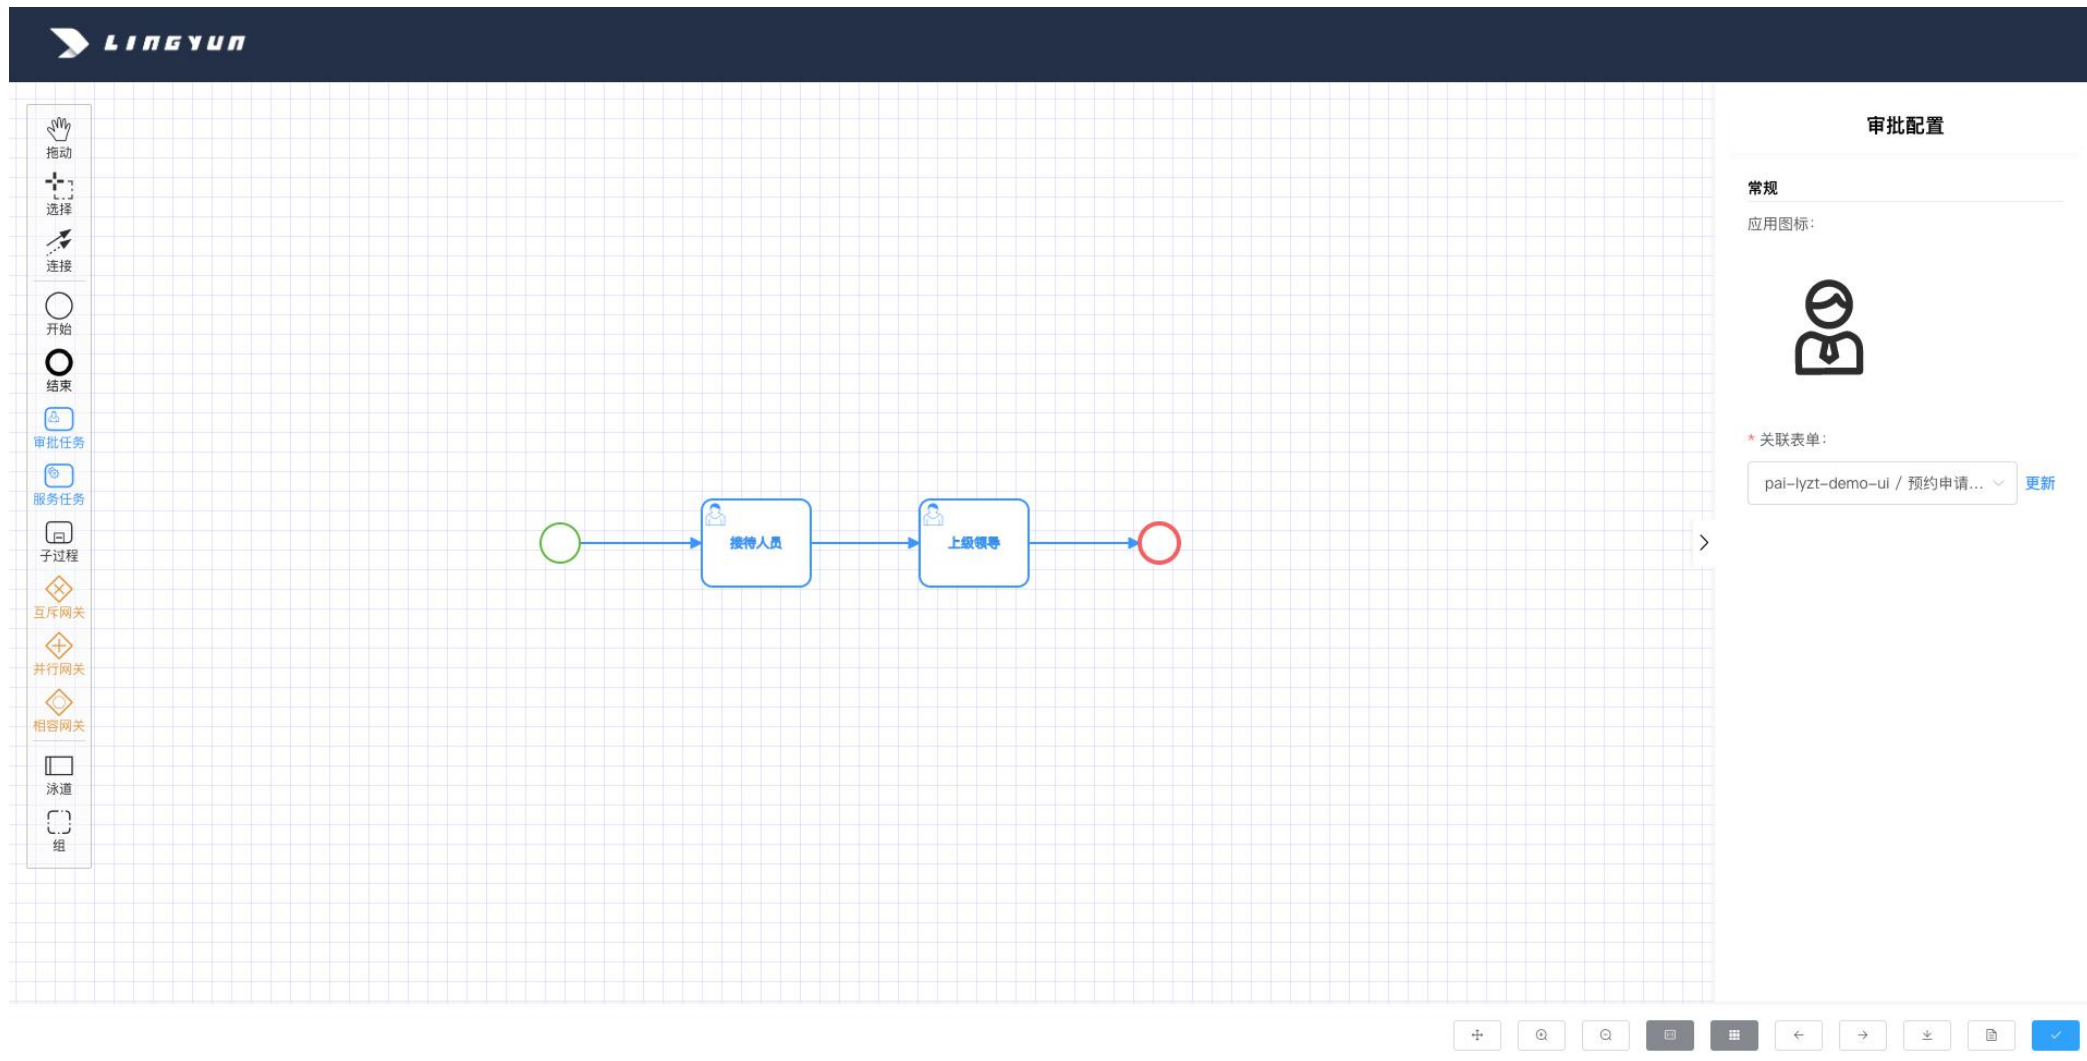 LINGYUN
拖动
选择
连接
开始
结束
审批任务
服务任务
子过程
互斥网关
并行网关
相容网关
泳道
组
接待人员
上级领导
审批配置
常规
应用图标:
* 关联表单:
pai-lyzt-demo-ui / 预约申请... 更新